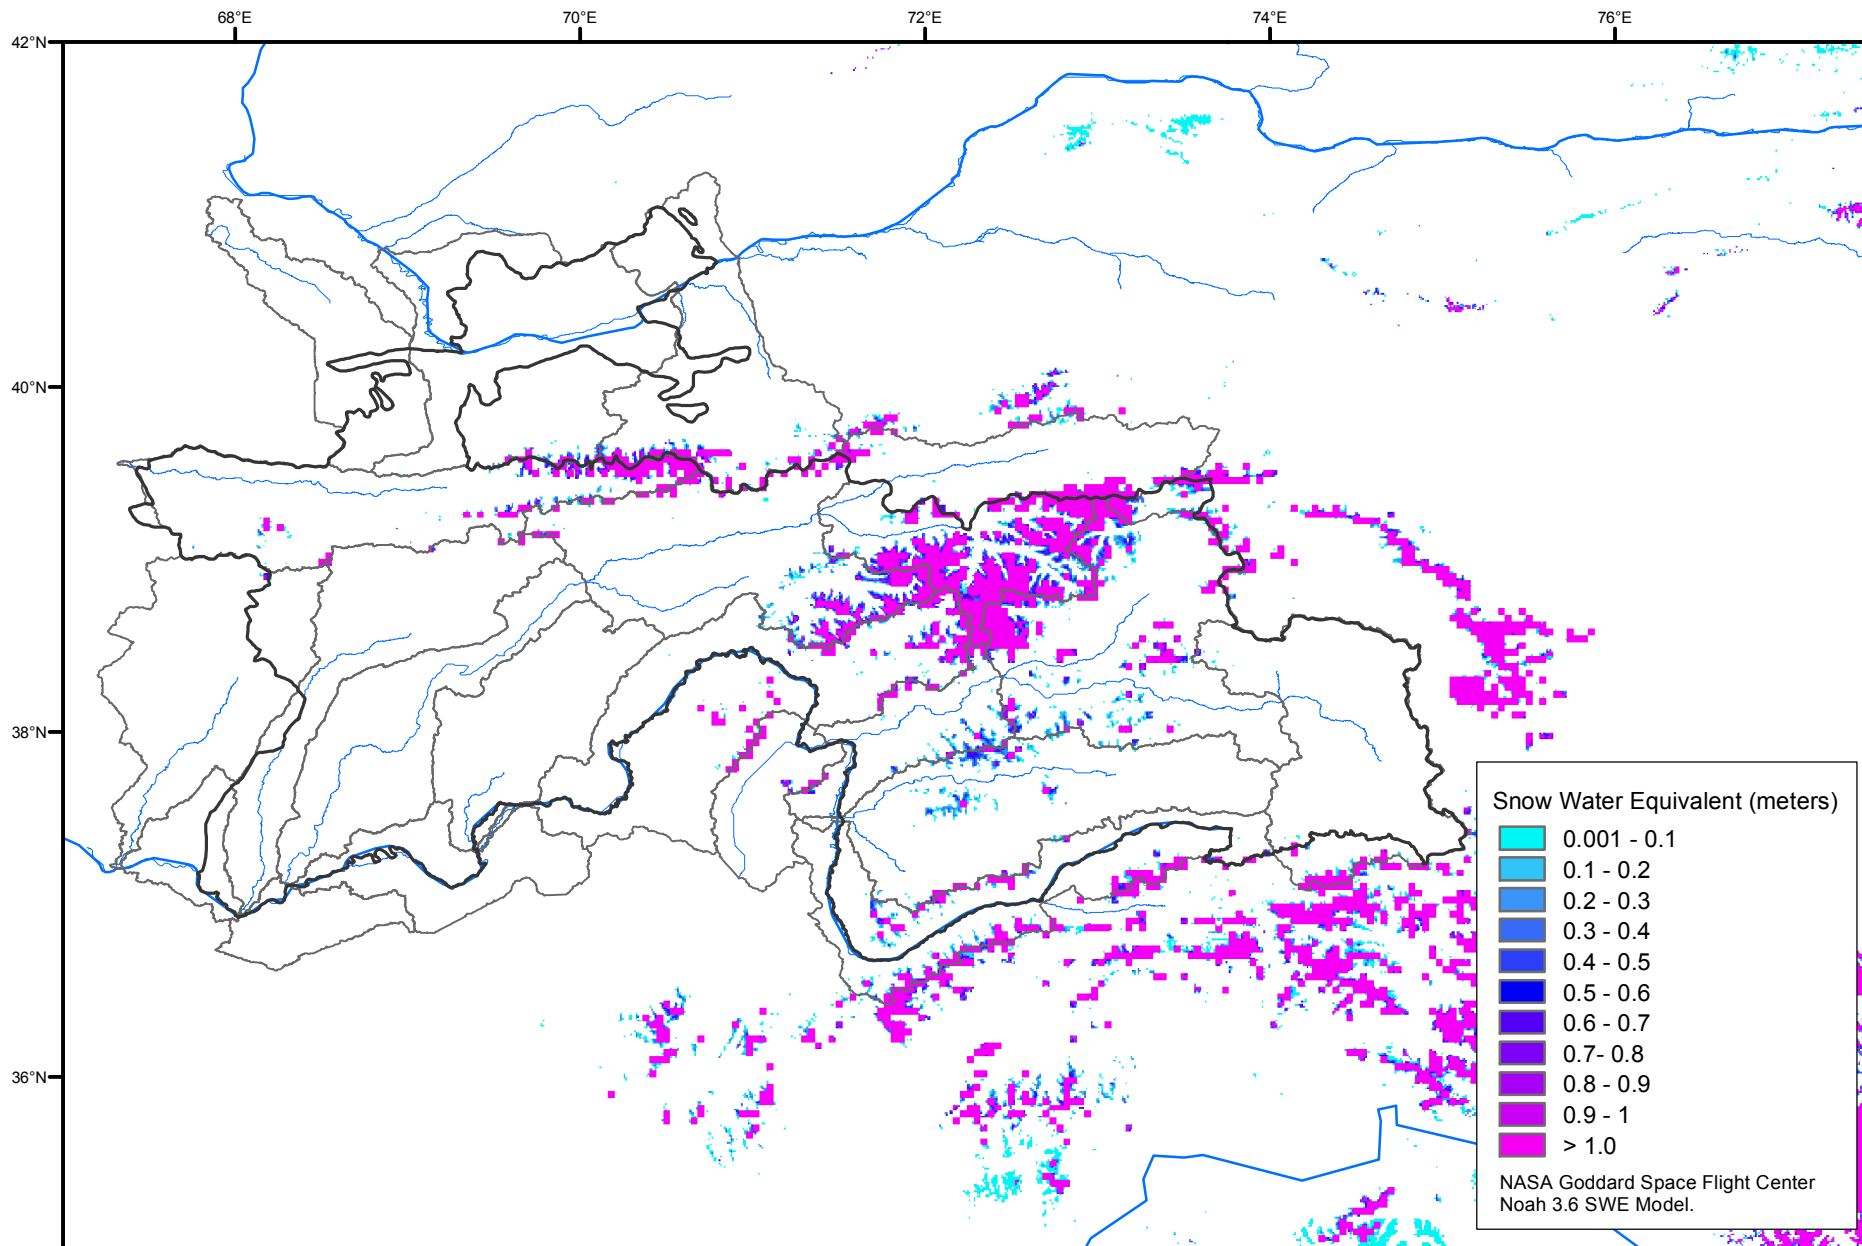 68°E 70°E 72°E 74°E 76°E
42°N
40°N
38°N
36°N
Snow Water Equivalent (meters)
0.001 - 0.1
0.1 - 0.2
0.2 - 0.3
0.3 - 0.4
0.4 - 0.5
0.5 - 0.6
0.6 - 0.7
0.7- 0.8
0.8 - 0.9
0.9 - 1
> 1.0
NASA Goddard Space Flight Center
Noah 3.6 SWE Model.